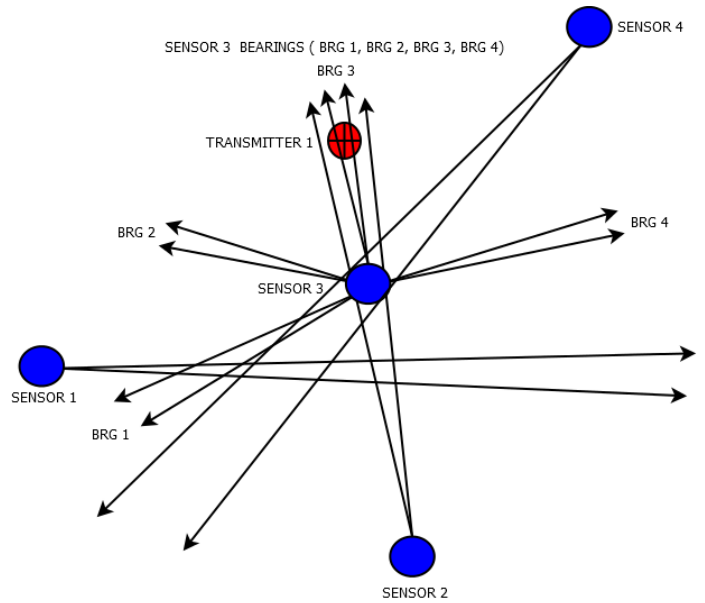 SENSOR 4
SENSOR 3 BEARINGS ( BRG 1, BRG 2, BRG 3, BRG 4)
BRG 3
TRANSMITTER 1
BRG 2
BRG 4
SENSOR 3
SENSOR 1
BRG 1
SENSOR 2